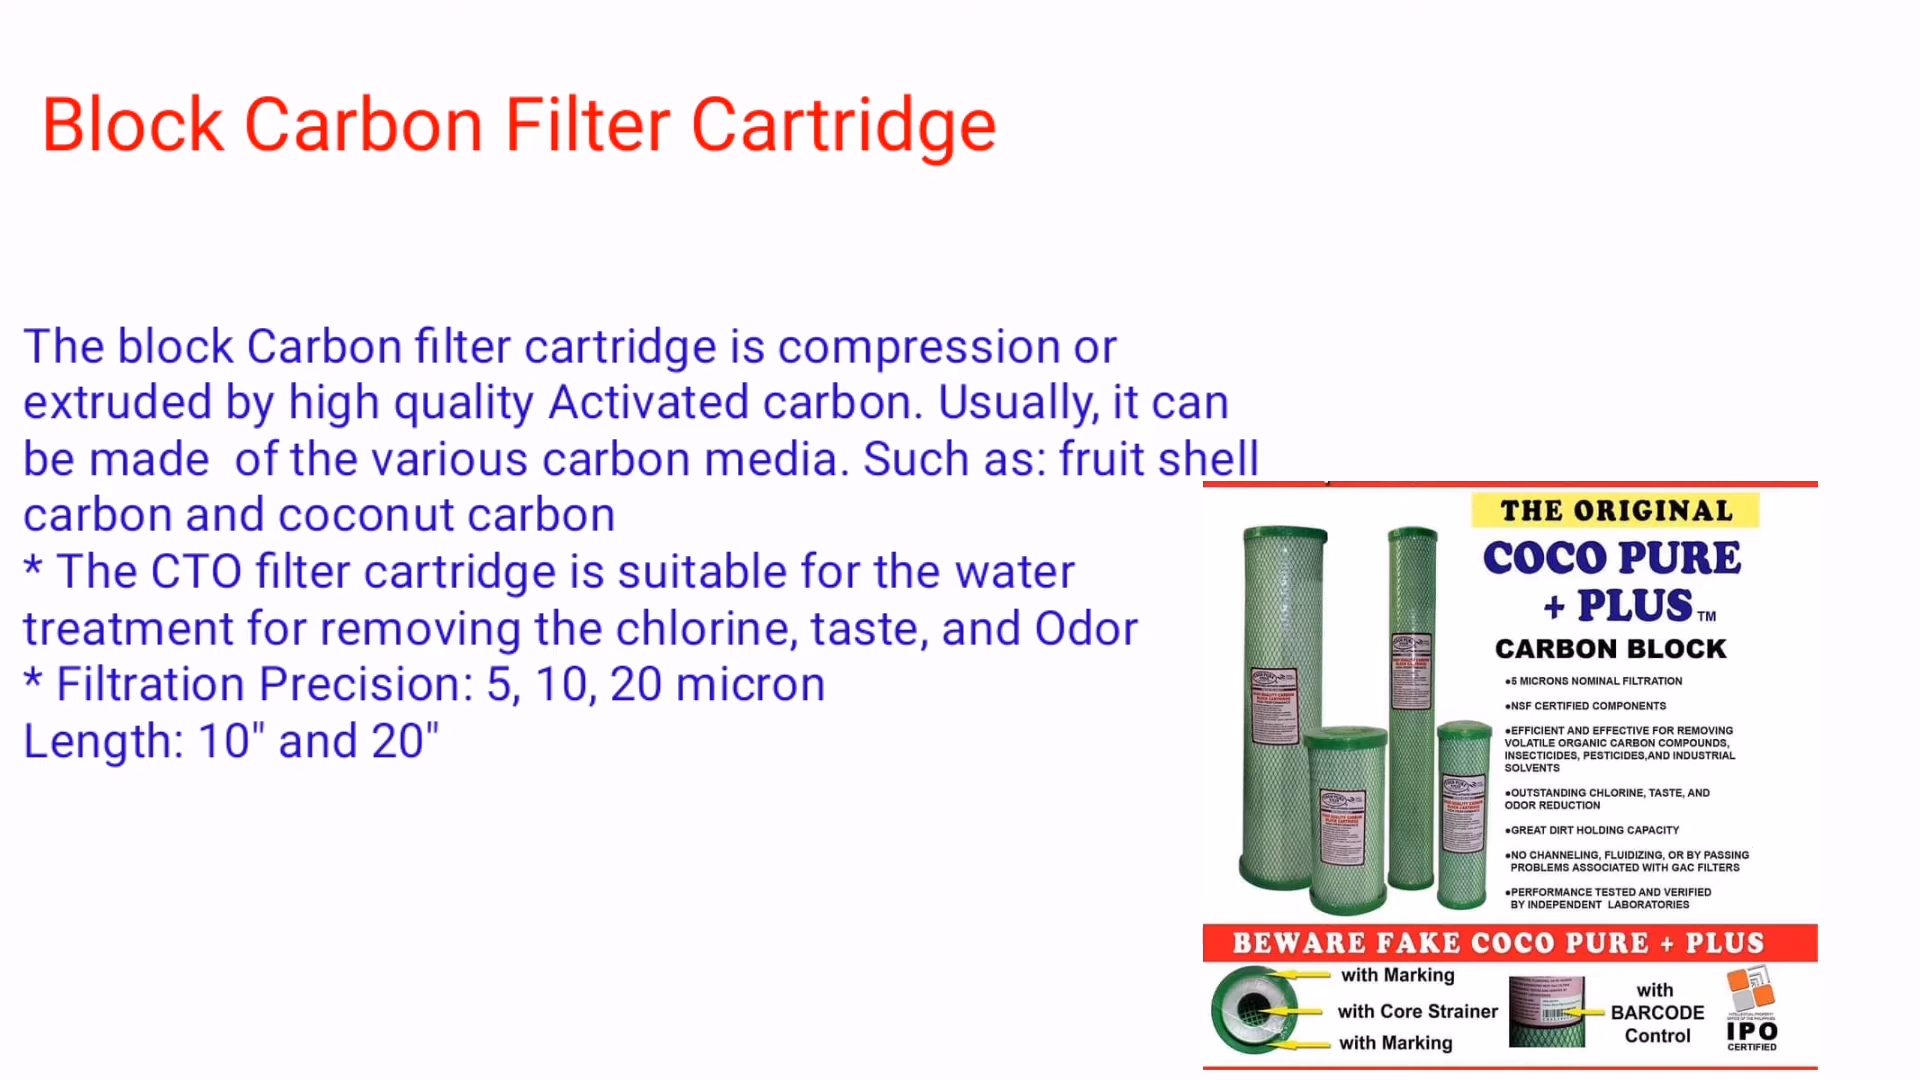 Block Carbon Filter Cartridge
The block Carbon filter cartridge is compression or
extruded by high quality Activated carbon. Usually, it can
be made  of the various carbon media. Such as: fruit shell
carbon and coconut carbon
* The CTO filter cartridge is suitable for the water
treatment for removing the chlorine, taste, and Odor
* Filtration Precision: 5, 10, 20 micron
Length: 10" and 20"
THE ORIGINAL
COCO PURE
+ PLUS TM
CARBON BLOCK
•5 MICRONS NOMINAL FILTRATION
•NSF CERTIFIED COMPONENTS
•EFFICIENT AND EFFECTIVE FOR REMOVING
VOLATILE ORGANIC CARBON COMPOUNDS,
INSECTICIDES, PESTICIDES,AND INDUSTRIAL
SOLVENTS
•OUTSTANDING CHLORINE, TASTE, AND
ODOR REDUCTION
•GREAT DIRT HOLDING CAPACITY
•NO CHANNELING, FLUIDIZING, OR BY PASSING
PROBLEMS ASSOCIATED WITH GAC FILTERS
•PERFORMANCE TESTED AND VERIFIED
BY INDEPENDENT LABORATORIES
BEWARE FAKE COCO PURE + PLUS
with Marking
with Core Strainer
with Marking
with
BARCODE
Control
IPO
CERTIFIED